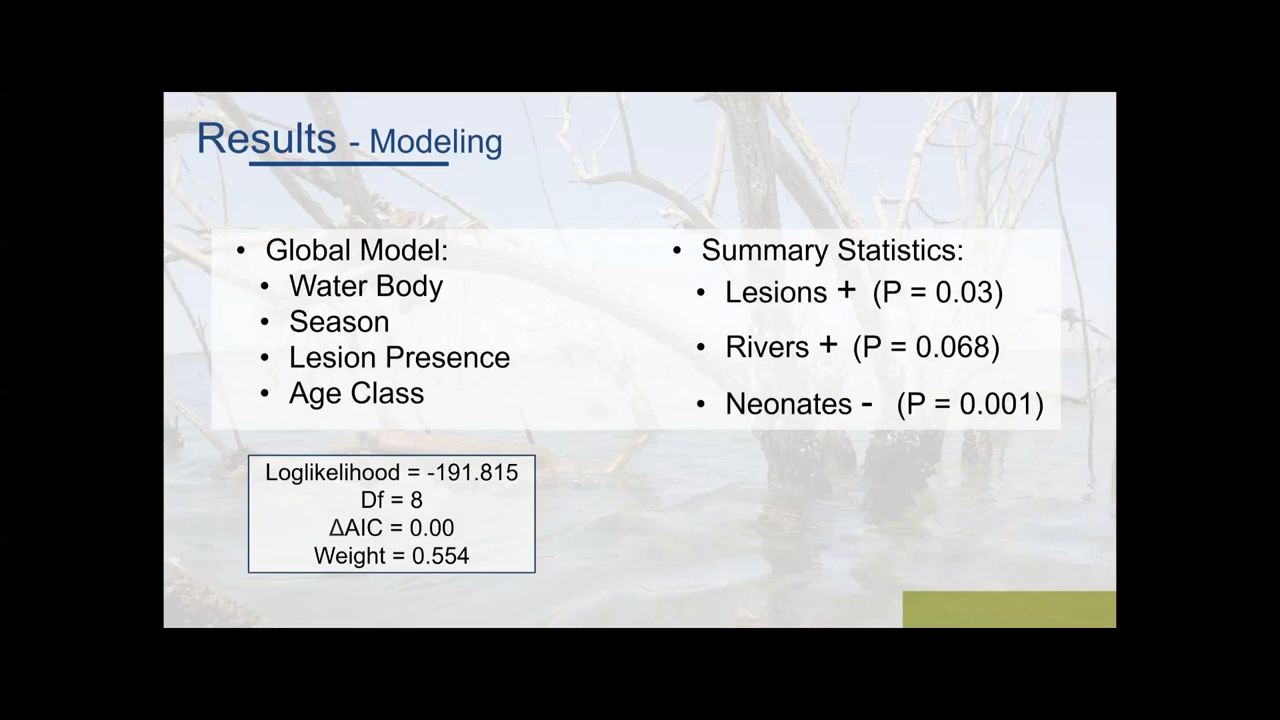 Results - Modeling
• Global Model:
• Water Body
• Season
• Lesion Presence
• Age Class
• Summary Statistics:
• Lesions + (P = 0.03)
• Rivers + (P = 0.068)
• Neonates - (P = 0.001)
Loglikelihood = -191.815
Df = 8
ΔAIC = 0.00
Weight = 0.554